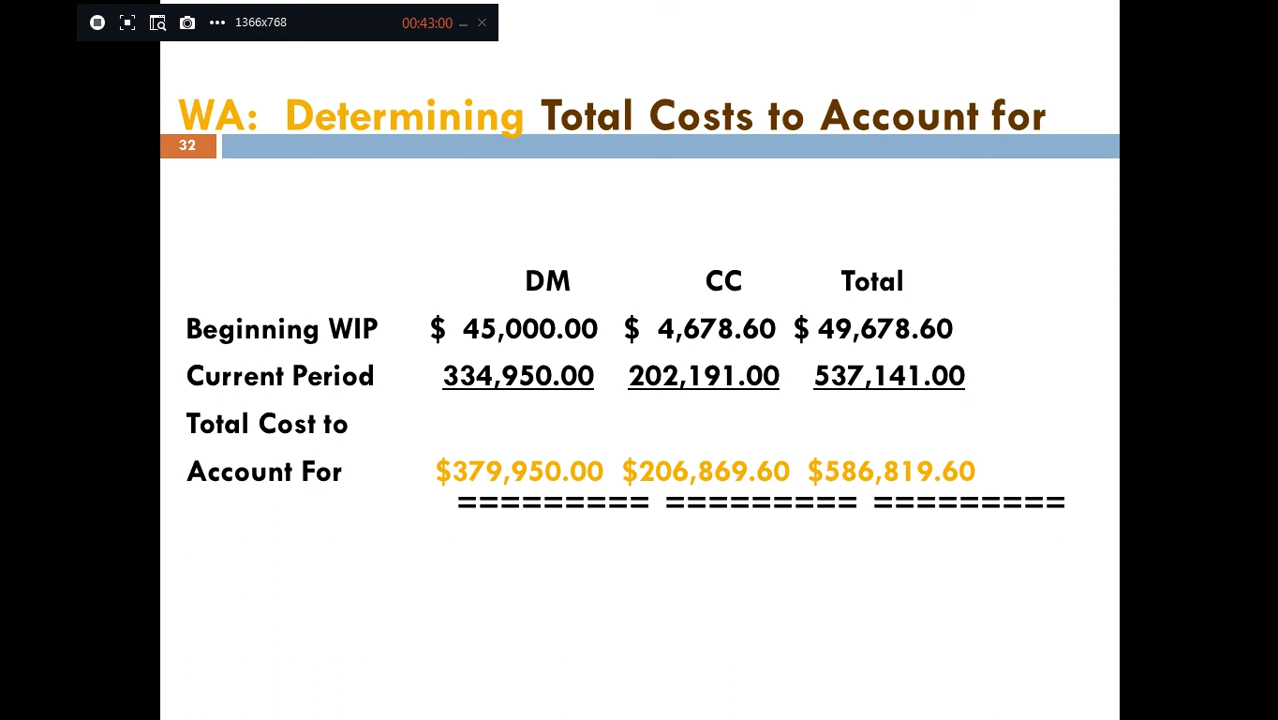 1366x768 00:43:00
WA: Determining Total Costs to Account for
32
DM CC Total
Beginning WIP $ 45,000.00 $ 4,678.60 $ 49,678.60
Current Period 334,950.00 202,191.00 537,141.00
Total Cost to
Account For $379,950.00 $206,869.60 $586,819.60
========= ========= =========